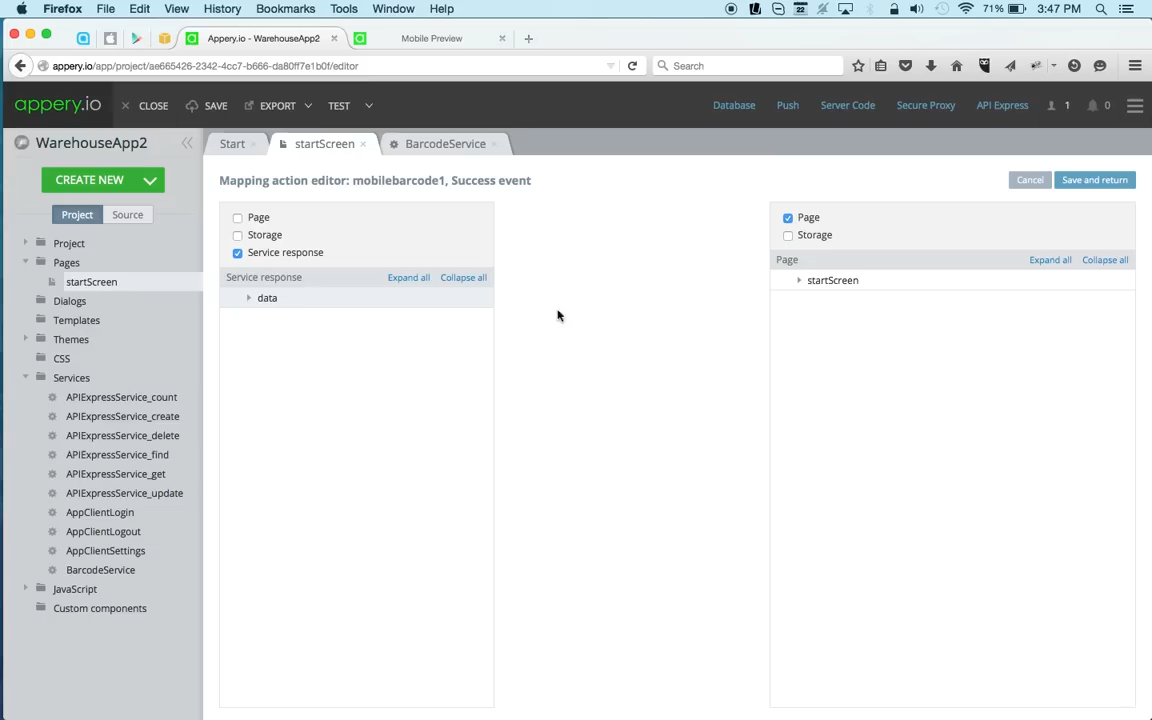 Firefox File Edit View History Bookmarks Tools Window Help 22 71% 3:47 PM
Appery.io - WarehouseApp2 × Mobile Preview × +
appery.io/app/project/ae665426-2342-4cc7-b666-da80ff7e1b0f/editor Search
appery.io × CLOSE SAVE EXPORT TEST Database Push Server Code Secure Proxy API Express 1 0
WarehouseApp2 Start × startScreen × BarcodeService ×
CREATE NEW
Project Source
Project
Pages
startScreen
Dialogs
Templates
Themes
CSS
Services
APIExpressService_count
APIExpressService_create
APIExpressService_delete
APIExpressService_find
APIExpressService_get
APIExpressService_update
AppClientLogin
AppClientLogout
AppClientSettings
BarcodeService
JavaScript
Custom components
Mapping action editor: mobilebarcode1, Success event Cancel Save and return
Page
Storage
Service response
Service response Expand all Collapse all
data
Page
Storage
Page Expand all Collapse all
startScreen